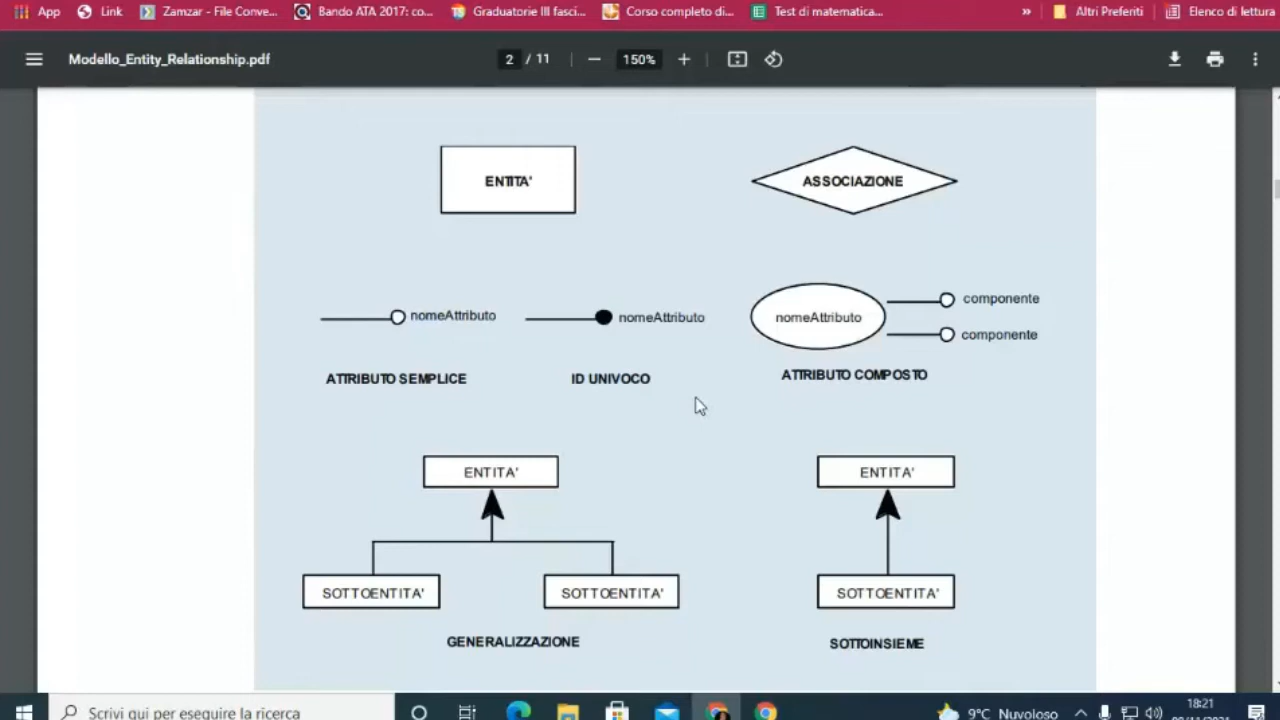 App Link Zamzar - File Conve... Bando ATA 2017: co... Graduatorie III fasci... Corso completo di... Test di matematica... » Altri Preferiti Elenco di lettura
Modello_Entity_Relationship.pdf 2 / 11 150%
ENTITA' ASSOCIAZIONE
nomeAttributo nomeAttributo nomeAttributo componente
componente
ATTRIBUTO SEMPLICE ID UNIVOCO ATTRIBUTO COMPOSTO
ENTITA' ENTITA'
SOTTOENTITA' SOTTOENTITA' SOTTOENTITA'
GENERALIZZAZIONE SOTTOINSIEME
Scrivi qui per eseguire la ricerca 9°C Nuvoloso 18:21